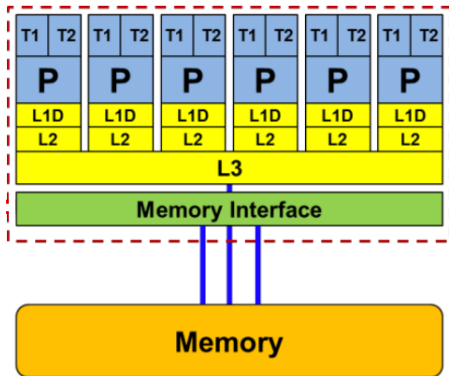 T1 T2 T1 T2 T1 T2 T1 T2 T1 T2 T1 T2
P P P P P P
L1D L1D L1D L1D L1D L1D
L2 L2 L2 L2 L2 L2
L3
Memory Interface
Memory